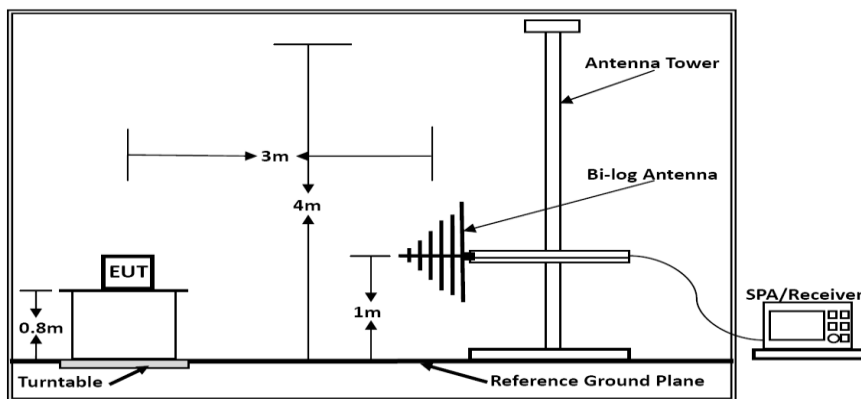 Antenna Tower
3m
Bi-log Antenna
4m
EUT
SPA/Receiver
0.8m
1m
Turntable
Reference Ground Plane